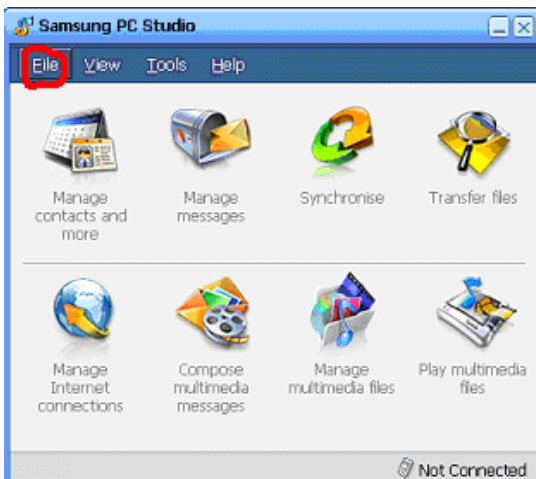 Samsung PC Studio
File View Tools Help
Manage
contacts and
more
Manage
messages
Synchronise
Transfer files
Manage
Internet
connections
Compose
multimedia
messages
Manage
multimedia files
Play multimedia
files
Not Connected